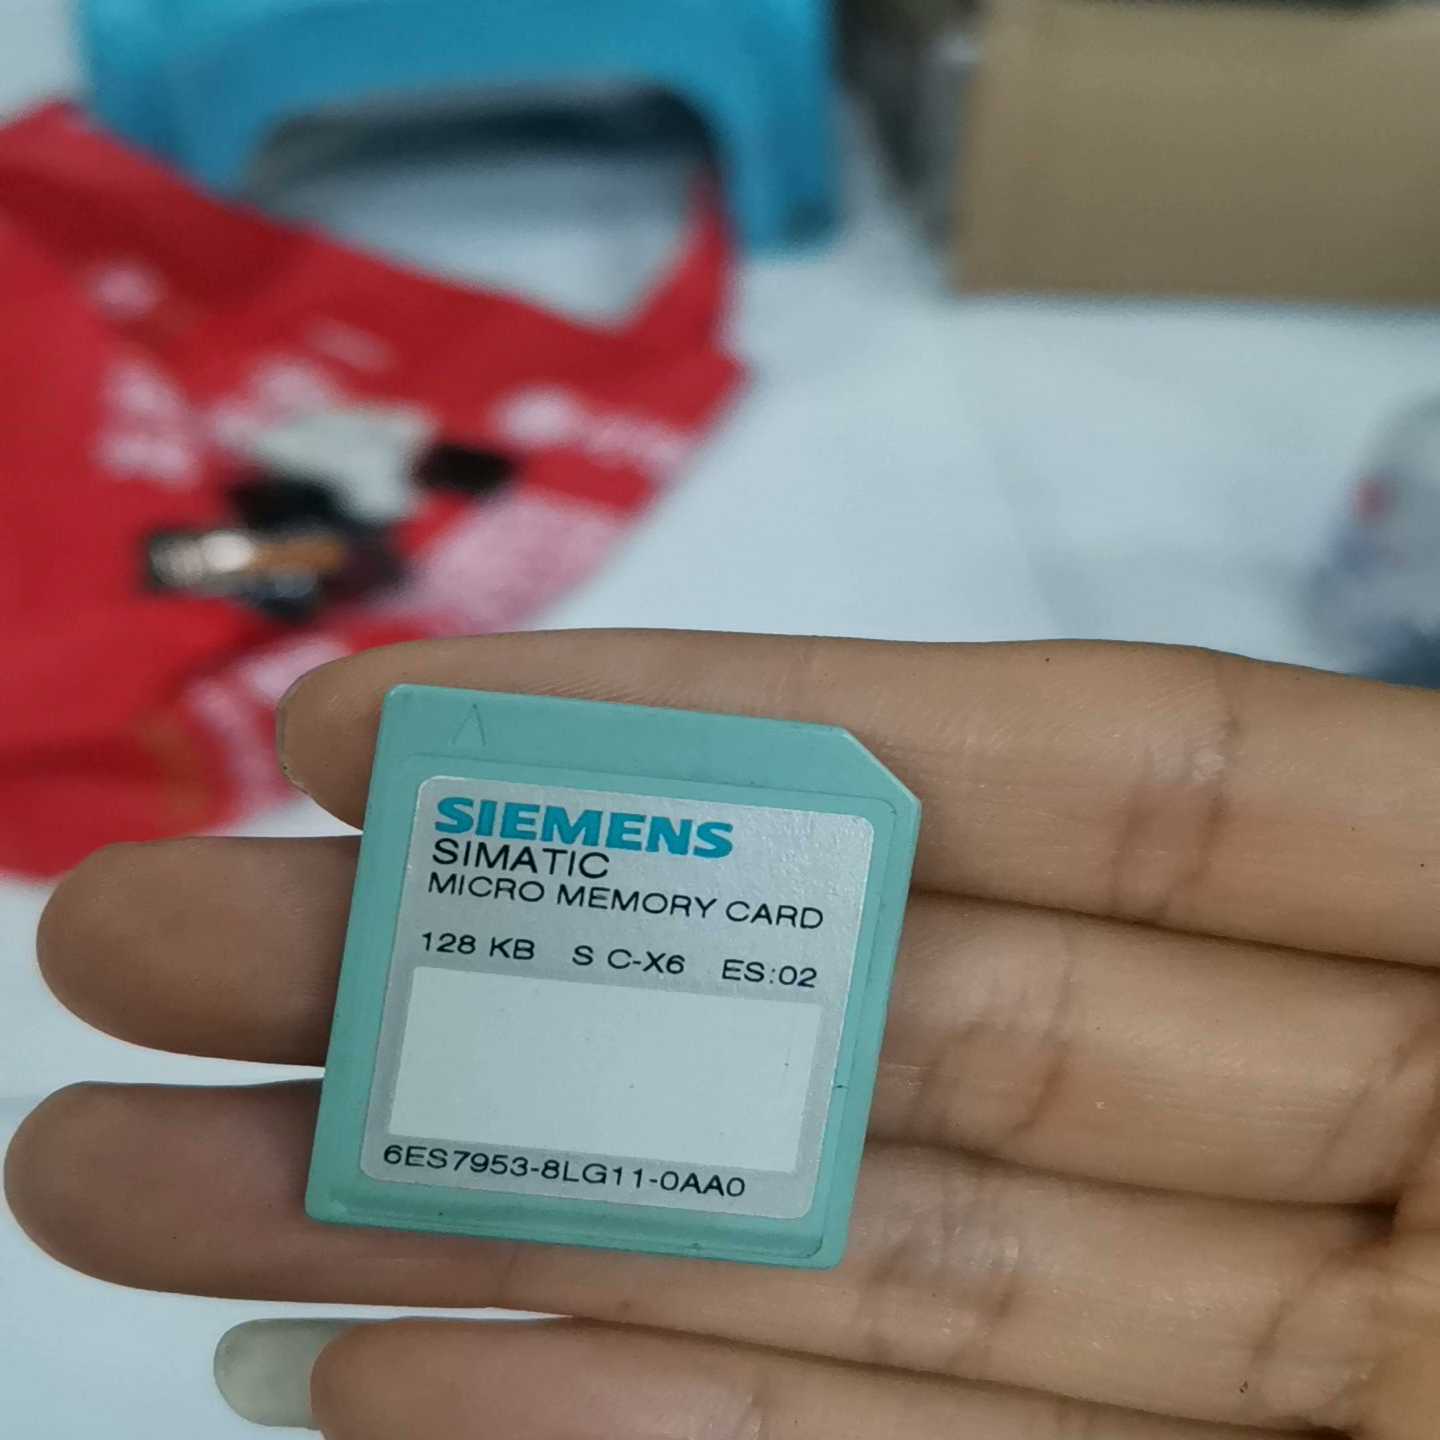 SIEMENS
SIMATIC
MICRO MEMORY CARD
128 KB S C-X6 ES:02
6ES7953-8LG11-0AA0